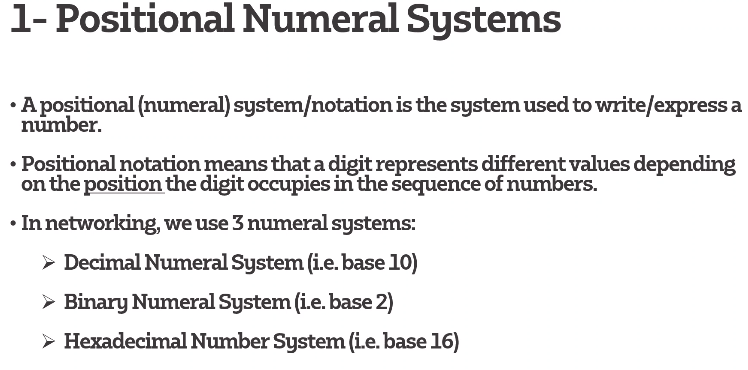 1- Positional Numeral Systems
• A positional (numeral) system/notation is the system used to write/express a
number.
• Positional notation means that a digit represents different values depending
on the position the digit occupies in the sequence of numbers.
• In networking, we use 3 numeral systems:
➢ Decimal Numeral System (i.e. base 10)
➢ Binary Numeral System (i.e. base 2)
➢ Hexadecimal Number System (i.e. base 16)